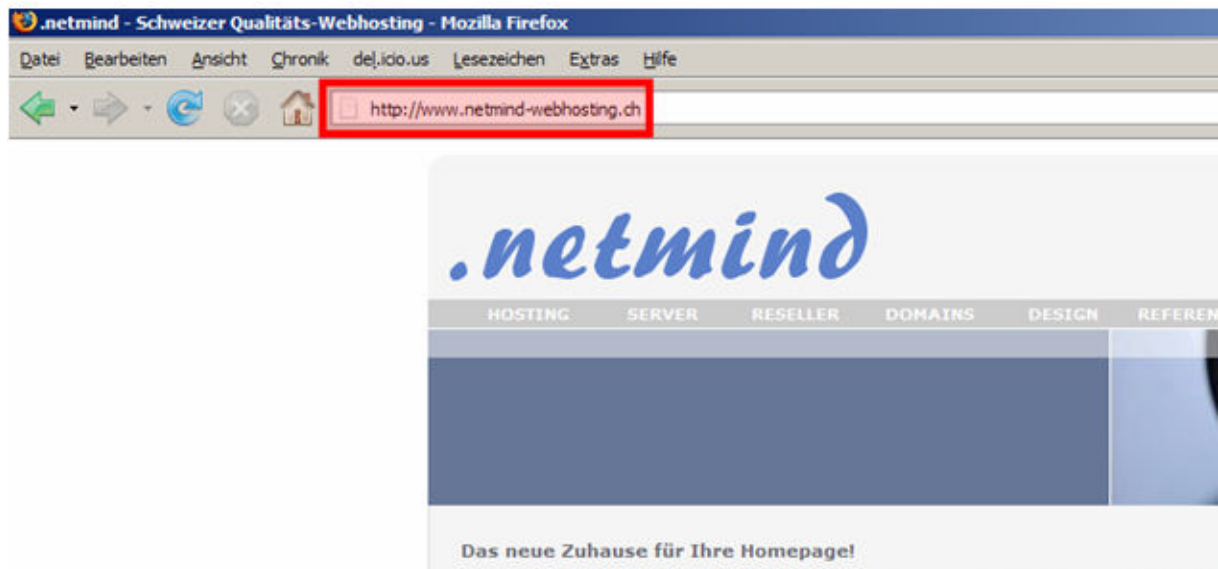 .netmind - Schweizer Qualitäts-Webhosting - Mozilla Firefox
Datei Bearbeiten Ansicht Chronik del.icio.us Lesezeichen Extras Hilfe
http://www.netmind-webhosting.ch
.netmind
HOSTING SERVER RESELLER DOMAINS DESIGN
Das neue Zuhause für Ihre Homepage!